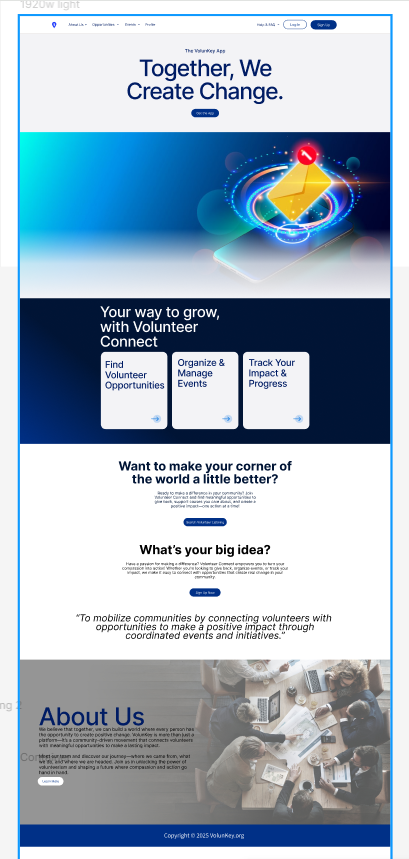 1920w light
About Us
Opportunities
Events
Profile
Help & FAQ
Log In
Sign Up
The VolunKey App
Together, We
Create Change.
Get the App
Your way to grow,
with Volunteer
Connect
Find
Volunteer
Opportunities
Organize &
Manage
Events
Track Your
Impact &
Progress
Want to make your corner of
the world a little better?
Ready to make a difference in your community? Join
Volunteer Connect and find meaningful opportunities to
give back, support causes you care about, and create a
positive impact—one action at a time!
Search Volunteer Listings
What's your big idea?
Have a passion for making a difference? Volunteer Connect empowers you to turn your
compassion into action! Whether you're looking to give back, organize events, or track your
impact, we make it easy to connect with opportunities that create real change in your
community.
Sign Up Now
"To mobilize communities by connecting volunteers with
opportunities to make a positive impact through
coordinated events and initiatives."
ng 2
About Us
We believe that together, we can build a world where every person has
the opportunity to create positive change. VolunKey is more than just a
platform—it's a community-driven movement that connects volunteers
with meaningful opportunities to make a lasting impact.
Meet our team and discover our journey—where we came from, what
we do, and where we are headed. Join us in unlocking the power of
volunteerism and shaping a future where compassion and action go
hand in hand.
Learn More
Copyright © 2025 VolunKey.org